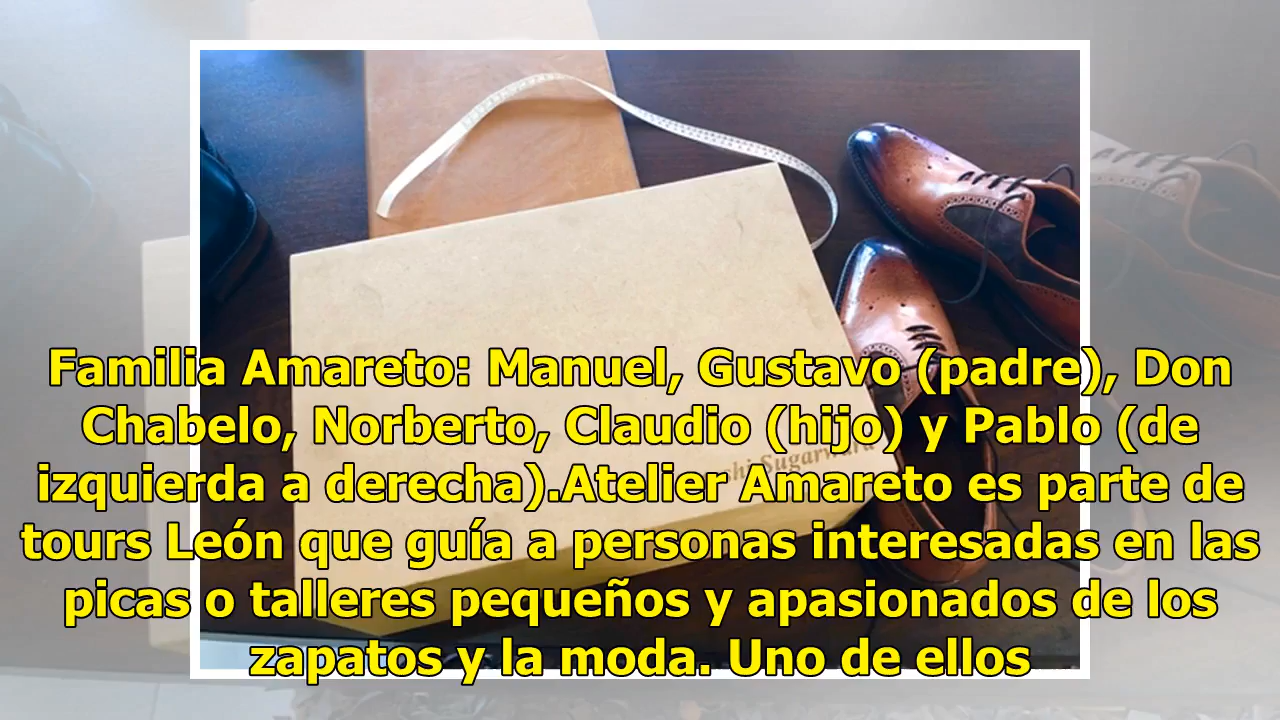 Familia Amareto: Manuel, Gustavo (padre), Don
Chabelo, Norberto, Claudio (hijo) y Pablo (de
izquierda a derecha).Atelier Amareto es parte de
tours León que guía a personas interesadas en las
picas o talleres pequeños y apasionados de los
zapatos y la moda. Uno de ellos